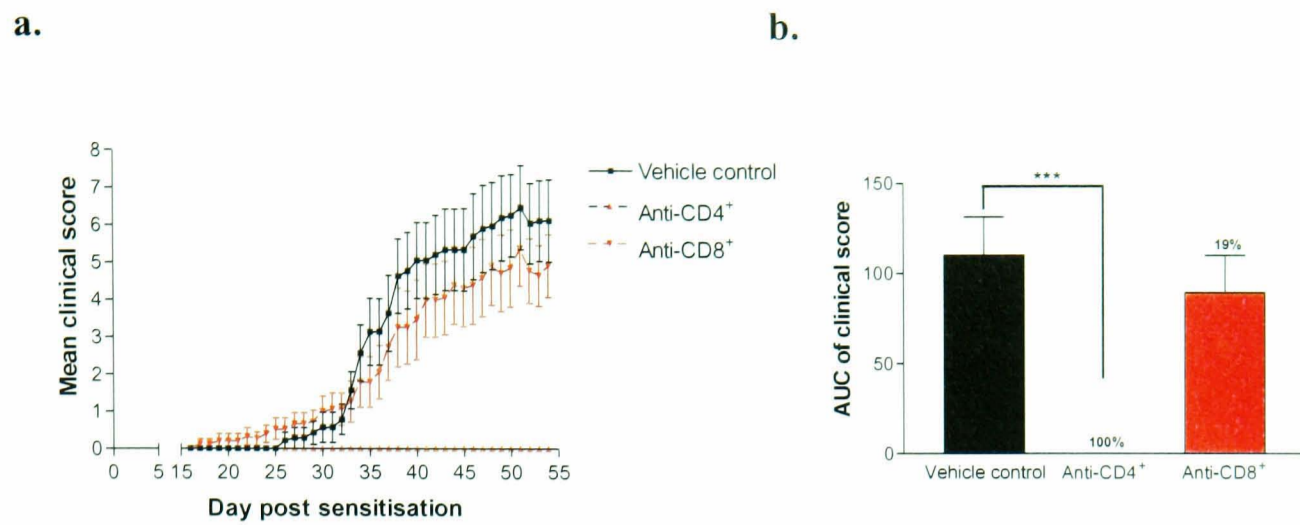 a.
b.
8
7
6
5
4
3
2
1
0
Mean clinical score
0 5 15 20 25 30 35 40 45 50 55
Day post sensitisation
Vehicle control
Anti-CD4⁺
Anti-CD8⁺
150
100
50
0
AUC of clinical score
***
19%
100%
Vehicle control Anti-CD4⁺ Anti-CD8⁺